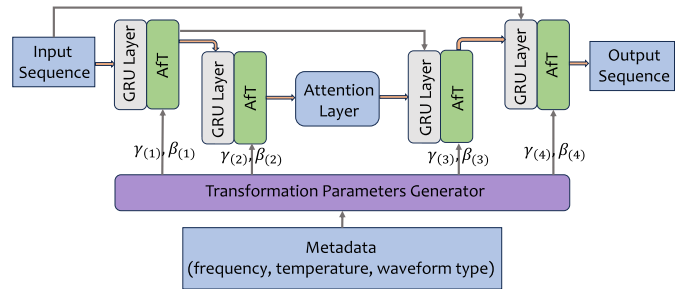 Input
Sequence
GRU Layer
AfT
GRU Layer
AfT
Attention
Layer
GRU Layer
AfT
GRU Layer
AfT
Output
Sequence
γ(1), β(1)
γ(2), β(2)
γ(3), β(3)
γ(4), β(4)
Transformation Parameters Generator
Metadata
(frequency, temperature, waveform type)